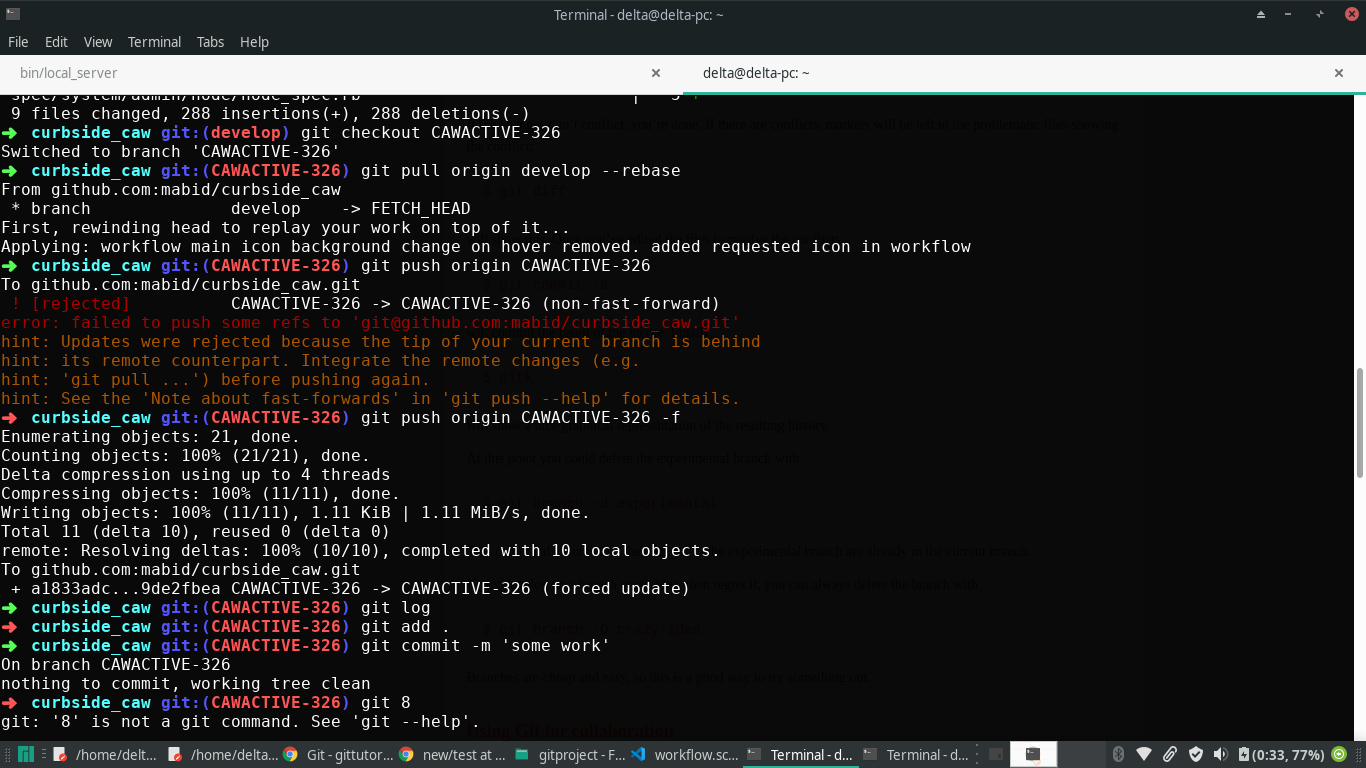 Terminal - delta@delta-pc: ~
File Edit View Terminal Tabs Help
bin/local_server
delta@delta-pc: ~
spec/system/admin/node/node_spec.rb
9 files changed, 288 insertions(+), 288 deletions(-)
➜ curbside_caw git:(develop) git checkout CAWACTIVE-326
Switched to branch 'CAWACTIVE-326'
➜ curbside_caw git:(CAWACTIVE-326) git pull origin develop --rebase
From github.com:mabid/curbside_caw
* branch develop -> FETCH_HEAD
First, rewinding head to replay your work on top of it...
Applying: workflow main icon background change on hover removed. added requested icon in workflow
➜ curbside_caw git:(CAWACTIVE-326) git push origin CAWACTIVE-326
To github.com:mabid/curbside_caw.git
! [rejected] CAWACTIVE-326 -> CAWACTIVE-326 (non-fast-forward)
error: failed to push some refs to 'git@github.com:mabid/curbside_caw.git'
hint: Updates were rejected because the tip of your current branch is behind
hint: its remote counterpart. Integrate the remote changes (e.g.
hint: 'git pull ...') before pushing again.
hint: See the 'Note about fast-forwards' in 'git push --help' for details.
➜ curbside_caw git:(CAWACTIVE-326) git push origin CAWACTIVE-326 -f
Enumerating objects: 21, done.
Counting objects: 100% (21/21), done.
Delta compression using up to 4 threads
Compressing objects: 100% (11/11), done.
Writing objects: 100% (11/11), 1.11 KiB | 1.11 MiB/s, done.
Total 11 (delta 10), reused 0 (delta 0)
remote: Resolving deltas: 100% (10/10), completed with 10 local objects.
To github.com:mabid/curbside_caw.git
+ a1833adc...9de2fbea CAWACTIVE-326 -> CAWACTIVE-326 (forced update)
➜ curbside_caw git:(CAWACTIVE-326) git log
➜ curbside_caw git:(CAWACTIVE-326) git add .
➜ curbside_caw git:(CAWACTIVE-326) git commit -m 'some work'
On branch CAWACTIVE-326
nothing to commit, working tree clean
➜ curbside_caw git:(CAWACTIVE-326) git 8
git: '8' is not a git command. See 'git --help'.
/home/delt... /home/delta... Git - gittutor... new/test at ... gitproject - F... workflow.sc... Terminal - d... Terminal - d... (0:33, 77%)